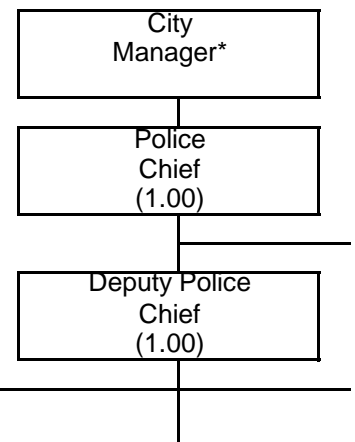 City
Manager*
Police
Chief
(1.00)
Deputy Police
Chief
(1.00)